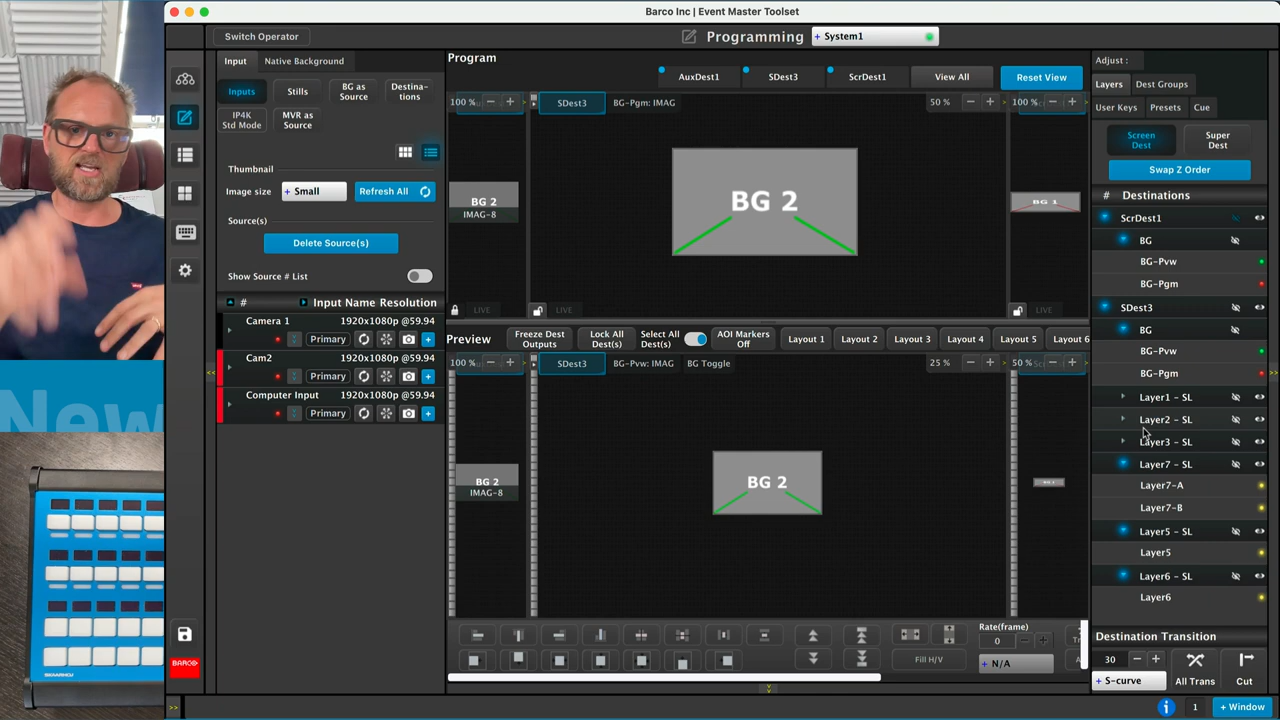 Barco Inc | Event Master Toolset
Switch Operator
Programming
+ System1
Input
Native Background
Inputs
Stills
BG as Source
Destina-tions
IP4K Std Mode
MVR as Source
Thumbnail
Image size
+ Small
Refresh All
Source(s)
Delete Source(s)
Show Source # List
# Input Name Resolution
Camera 1 1920x1080p @59.94
Primary
Cam2 1920x1080p @59.94
Primary
Computer Input 1920x1080p @59.94
Primary
BARCO
New
Program
AuxDest1
SDest3
ScrDest1
View All
Reset View
100 %
SDest3
BG-Pgm: IMAG
50 %
100%
BG 2
IMAG-8
BG 2
BG 1
LIVE
LIVE
LIVE
Preview
Freeze Dest Outputs
Lock All Dest(s)
Select All Dest(s)
AOI Markers Off
Layout 1
Layout 2
Layout 3
Layout 4
Layout 5
Layout 6
100 %
SDest3
BG-Pvw: IMAG
BG Toggle
25 %
50 %
BG 2
IMAG-8
BG 2
Fill H/V
Rate(frame)
0
+ N/A
Adjust :
Layers
Dest Groups
User Keys
Presets
Cue
Screen Dest
Super Dest
Swap Z Order
# Destinations
ScrDest1
BG
BG-Pvw
BG-Pgm
SDest3
BG
BG-Pvw
BG-Pgm
Layer1 - SL
Layer2 - SL
Layer3 - SL
Layer7 - SL
Layer7-A
Layer7-B
Layer5 - SL
Layer5
Layer6 - SL
Layer6
Destination Transition
30
+ S-curve
All Trans
Cut
1
+ Window